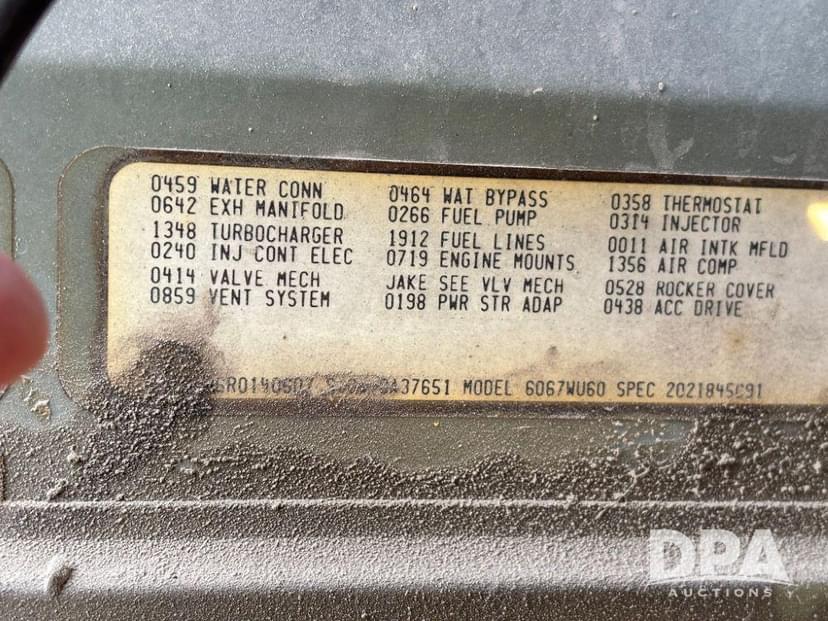 0459 WATER CONN 0464 WAT BYPASS 0358 THERMOSTAT
0642 EXH MANIFOLD 0266 FUEL PUMP 0314 INJECTOR
1348 TURBOCHARGER 1912 FUEL LINES 0011 AIR INTK MFLD
0240 INJ CONT ELEC 0719 ENGINE MOUNTS 1356 AIR COMP
0414 VALVE MECH JAKE SEE VLV MECH 0528 ROCKER COVER
0859 VENT SYSTEM 0198 PWR STR ADAP 0438 ACC DRIVE
MODEL 6067WU60 SPEC 2021845C91
DPA
AUCTIONS